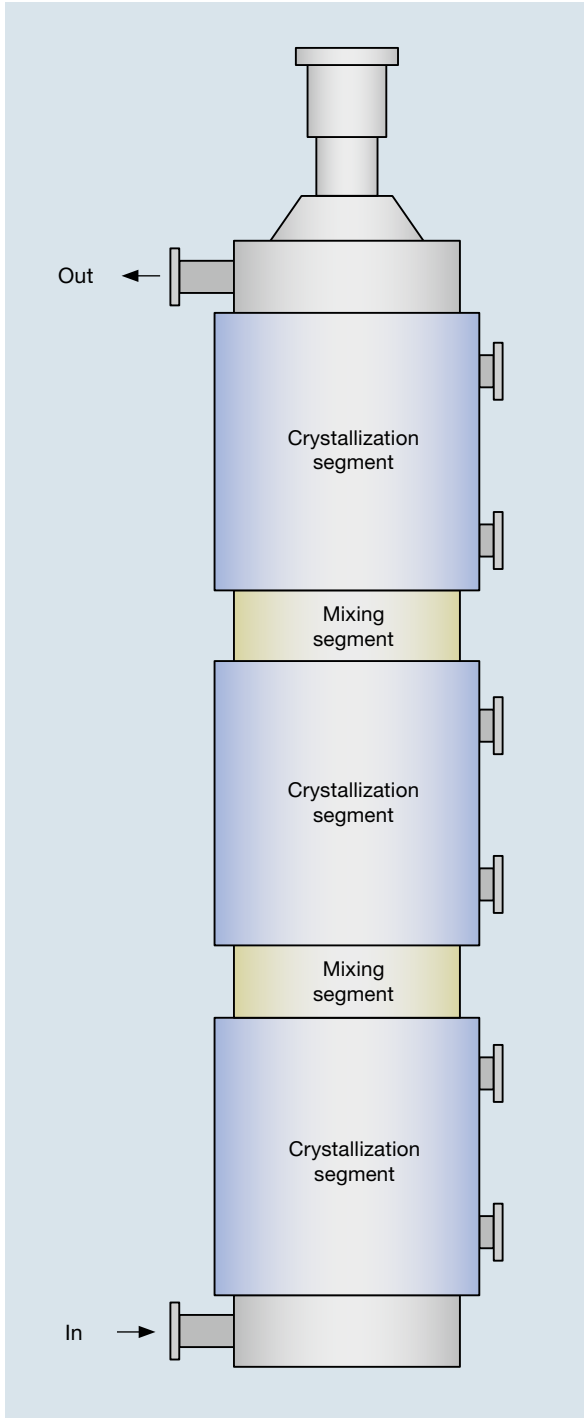 Out
Crystallization
segment
Mixing
segment
Crystallization
segment
Mixing
segment
Crystallization
segment
In